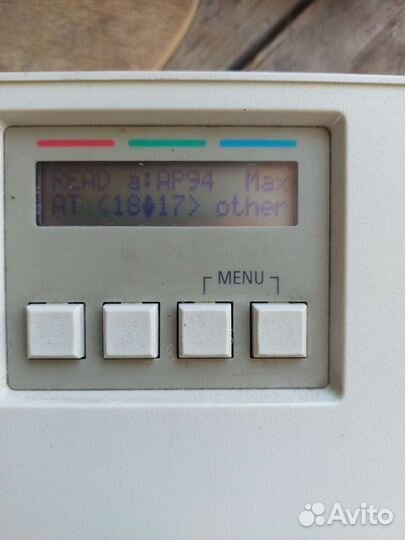 READ a:AP94 Max
AT <18♦17> other
MENU
Avito